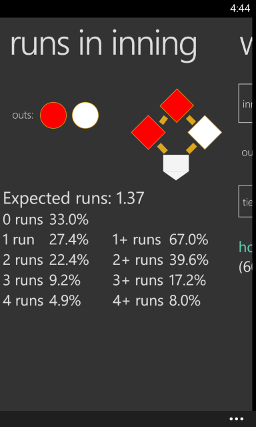 4:44
runs in inning
outs:
Expected runs: 1.37
0 runs 33.0%
1 run 27.4% 1+ runs 67.0%
2 runs 22.4% 2+ runs 39.6%
3 runs 9.2% 3+ runs 17.2%
4 runs 4.9% 4+ runs 8.0%